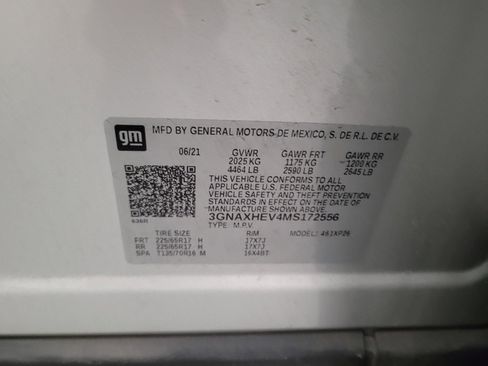 gm
MFD BY GENERAL MOTORS DE MEXICO, S. DE R.L. DE C.V.
06/21 GVWR GAWR FRT GAWR RR
2025 KG 1175 KG 1200 KG
4464 LB 2590 LB 2645 LB
THIS VEHICLE CONFORMS TO ALL
APPLICABLE U.S. FEDERAL MOTOR
VEHICLE SAFETY AND THEFT PREVENTION
STANDARDS IN EFFECT ON THE DATE
OF MANUFACTURE SHOWN ABOVE.
3GNAXHEV4MS172556
TYPE: M.P.V. MODEL: 461XP26
TIRE SIZE RIM
FRT 225/65R17 H 17X7J
RR 225/65R17 H 17X7J
SPA T135/70R16 M 16X4BT